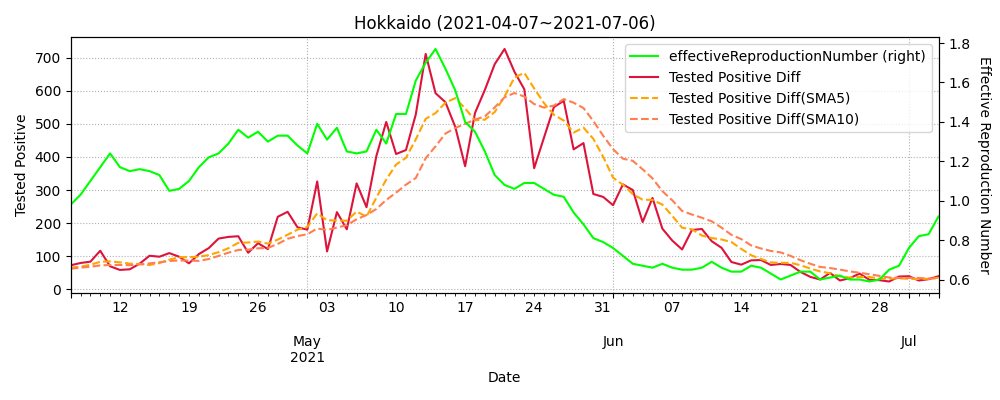 Hokkaido (2021-04-07~2021-07-06)
effectiveReproductionNumber (right)
Tested Positive Diff
Tested Positive Diff(SMA5)
Tested Positive Diff(SMA10)
Tested Positive
700
600
500
400
300
200
100
0
Effective Reproduction Number
1.8
1.6
1.4
1.2
1.0
0.8
0.6
12 19 26 03 10 17 24 31 07 14 21 28
May Jun Jul
2021
Date